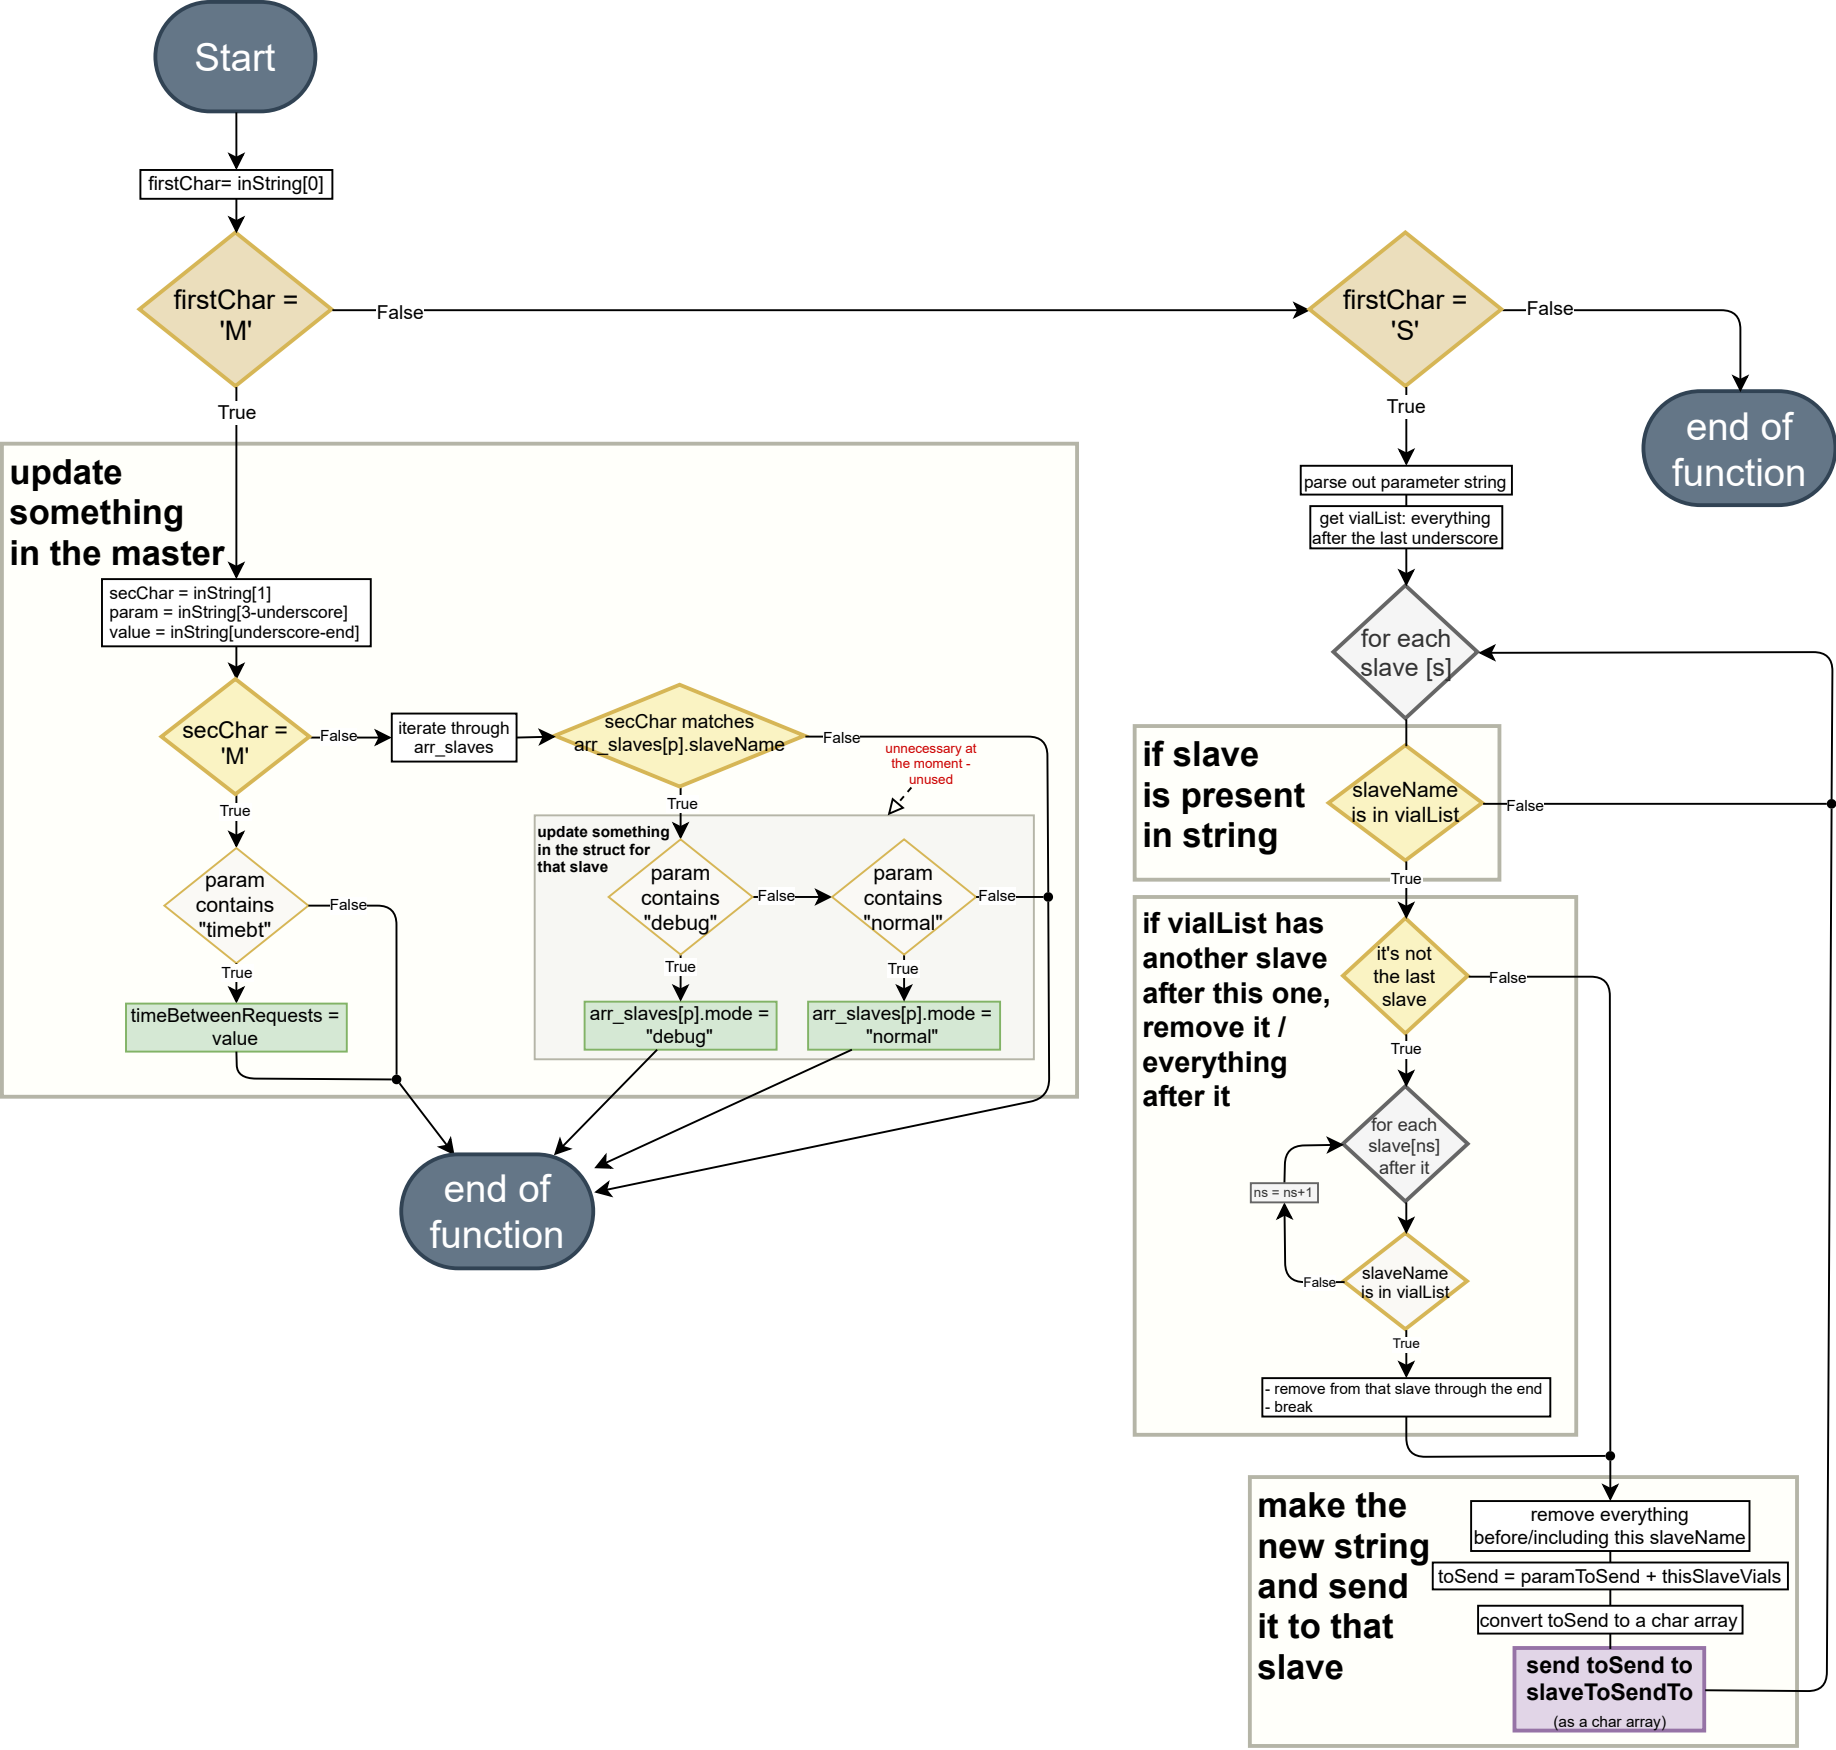 Start
firstChar= inString[0]
firstChar =
'M'
False
True
firstChar =
'S'
False
True
end of
function
update
something
in the master
secChar = inString[1]
param = inString[3-underscore]
value = inString[underscore-end]
secChar =
'M'
False
True
iterate through
arr_slaves
secChar matches
arr_slaves[p].slaveName
False
True
unnecessary at
the moment -
unused
param
contains
"timebt"
False
True
timeBetweenRequests =
value
update something
in the struct for
that slave
param
contains
"debug"
False
True
param
contains
"normal"
False
True
arr_slaves[p].mode =
"debug"
arr_slaves[p].mode =
"normal"
end of
function
parse out parameter string
get vialList: everything
after the last underscore
for each
slave [s]
if slave
is present
in string
slaveName
is in vialList
False
True
if vialList has
another slave
after this one,
remove it /
everything
after it
it's not
the last
slave
False
True
for each
slave[ns]
after it
ns = ns+1
slaveName
is in vialList
False
True
- remove from that slave through the end
- break
make the
new string
and send
it to that
slave
remove everything
before/including this slaveName
toSend = paramToSend + thisSlaveVials
convert toSend to a char array
send toSend to
slaveToSendTo
(as a char array)